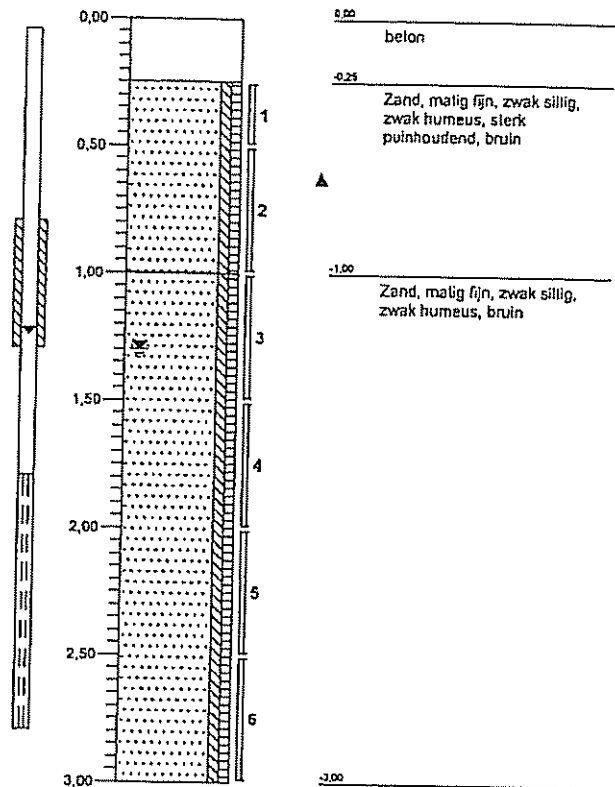 0,00
0,00
beton
-0.25
Zand, matig fijn, zwak siltig,
zwak humeus, sterk
puinhoudend, bruin
1
0,50
2
1,00
-1,00
Zand, matig fijn, zwak siltig,
zwak humeus, bruin
3
1,50
4
2,00
5
2,50
6
3,00
-3,00